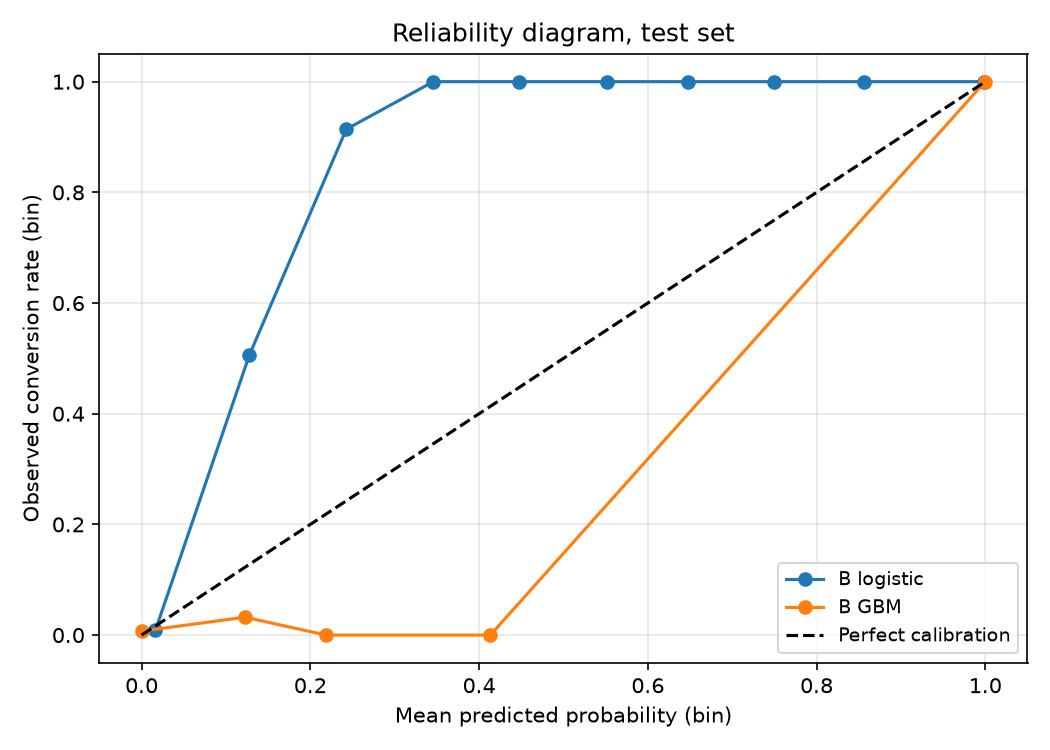 Reliability diagram, test set
Observed conversion rate (bin)
1.0
0.8
0.6
0.4
0.2
0.0
B logistic
B GBM
Perfect calibration
0.0 0.2 0.4 0.6 0.8 1.0
Mean predicted probability (bin)